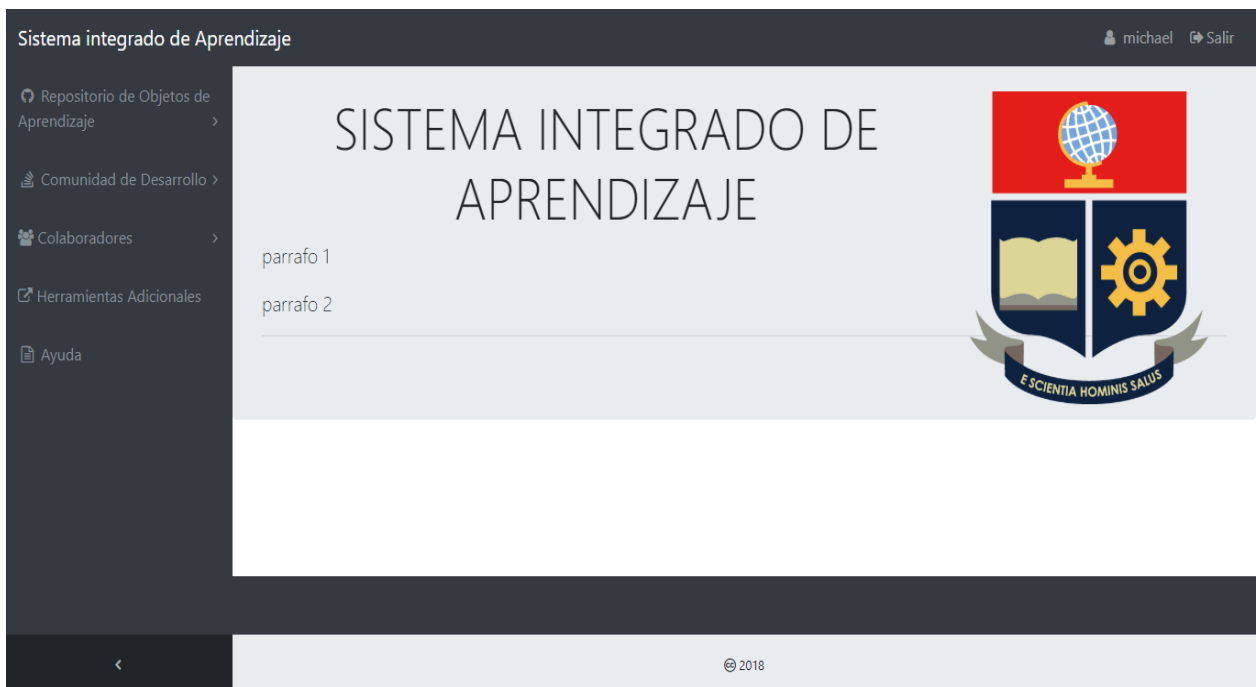 Sistema integrado de Aprendizaje
michael Salir
Repositorio de Objetos de
Aprendizaje
Comunidad de Desarrollo
Colaboradores
Herramientas Adicionales
Ayuda
SISTEMA INTEGRADO DE
APRENDIZAJE
parrafo 1
parrafo 2
E SCIENTIA HOMINIS SALUS
2018